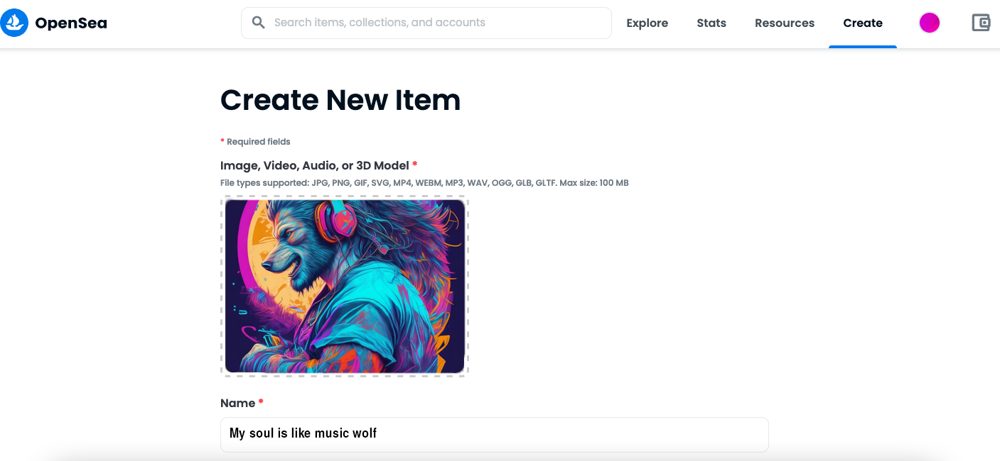 OpenSea
Search items, collections, and accounts
Explore
Stats
Resources
Create
Create New Item
* Required fields
Image, Video, Audio, or 3D Model *
File types supported: JPG, PNG, GIF, SVG, MP4, WEBM, MP3, WAV, OGG, GLB, GLTF. Max size: 100 MB
Name *
My soul is like music wolf